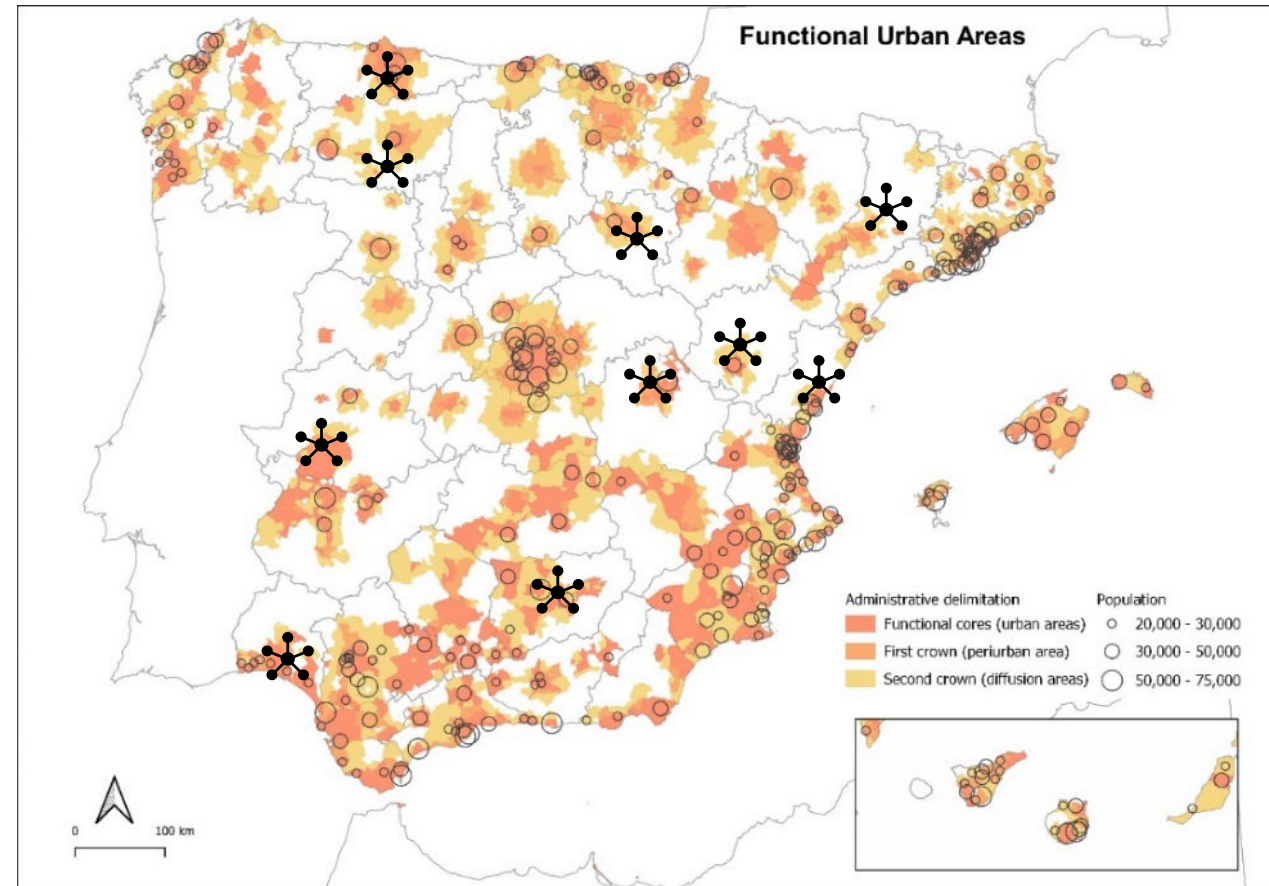 Functional Urban Areas
Administrative delimitation
Functional cores (urban areas)
First crown (periurban area)
Second crown (diffusion areas)
Population
20,000 - 30,000
30,000 - 50,000
50,000 - 75,000
0 100 km